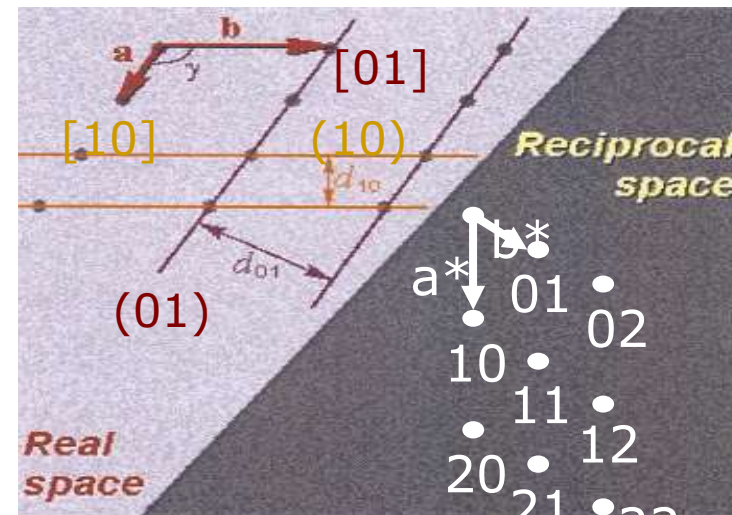 b
a
γ
[01]
[10]
(10)
d10
d01
(01)
Real
space
Reciprocal
space
b*
a*
01
02
10
11
12
20
21